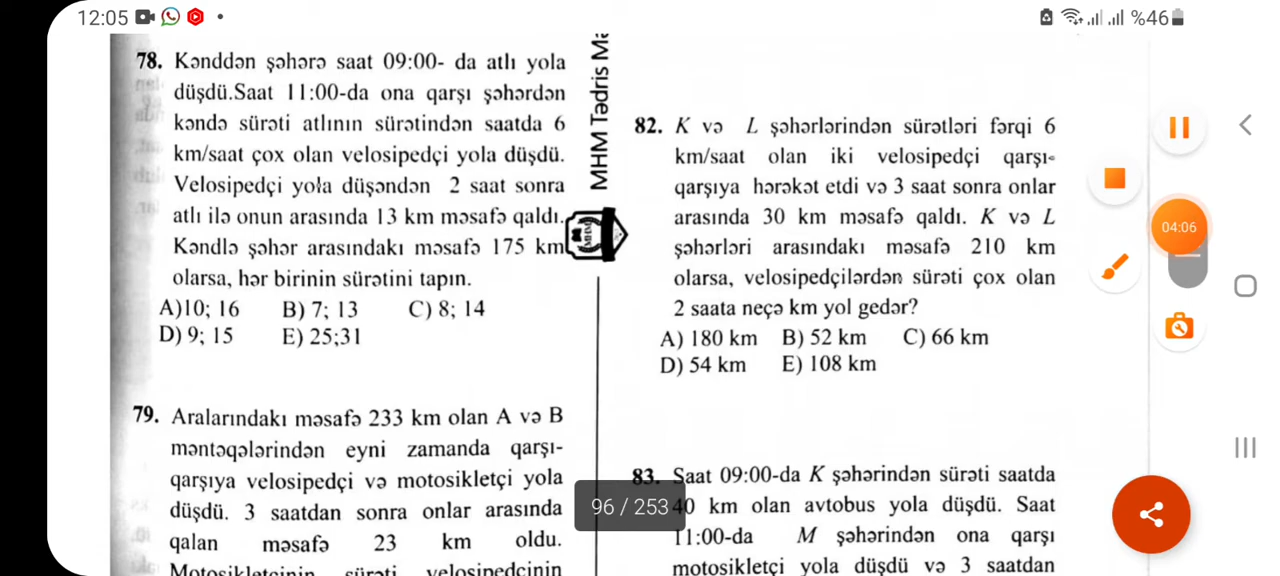 12:05
%46
78. Kənddən şəhərə saat 09:00- da atlı yola
düşdü.Saat 11:00-da ona qarşı şəhərdən
kəndə sürəti atlının sürətindən saatda 6
km/saat çox olan velosipedçi yola düşdü.
Velosipedçi yola düşəndən 2 saat sonra
atlı ilə onun arasında 13 km məsafə qaldı.
Kəndlə şəhər arasındakı məsafə 175 km
olarsa, hər birinin sürətini tapın.
A)10; 16 B) 7; 13 C) 8; 14
D) 9; 15 E) 25;31
79. Aralarındakı məsafə 233 km olan A və B
məntəqələrindən eyni zamanda qarşı-
qarşıya velosipedçi və motosikletçi yola
düşdü. 3 saatdan sonra onlar arasında
qalan məsafə 23 km oldu.
Motosikletçinin sürəti velosipedçinin
MHM Tədris
MHM
82. K və L şəhərlərindən sürətləri fərqi 6
km/saat olan iki velosipedçi qarşı-
qarşıya hərəkət etdi və 3 saat sonra onlar
arasında 30 km məsafə qaldı. K və L
şəhərləri arasındakı məsafə 210 km
olarsa, velosipedçilərdən sürəti çox olan
2 saata neçə km yol gedər?
A) 180 km B) 52 km C) 66 km
D) 54 km E) 108 km
83. Saat 09:00-da K şəhərindən sürəti saatda
40 km olan avtobus yola düşdü. Saat
11:00-da M şəhərindən ona qarşı
motosikletçi yola düşdü və 3 saatdan
96 / 253
04:06